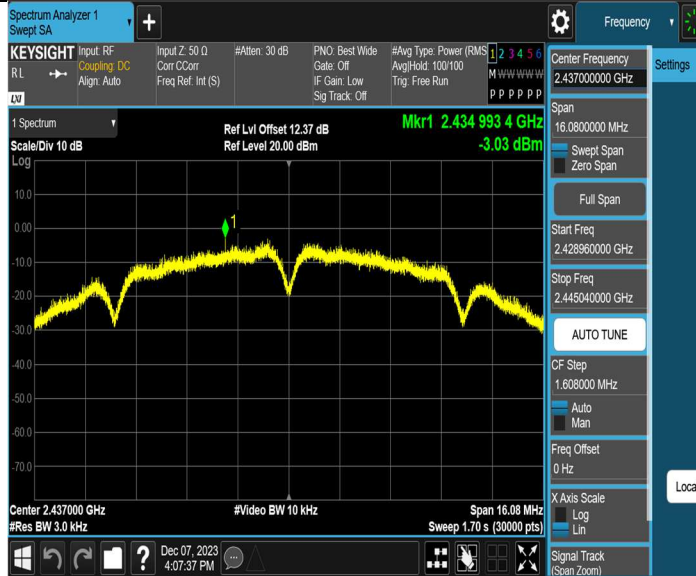 Spectrum Analyzer 1
Swept SA
+
Frequency
KEYSIGHT
RL
LXI
Input: RF
Coupling: DC
Align: Auto
Input Z: 50 Ω
Corr CCorr
Freq Ref: Int (S)
#Atten: 30 dB
PNO: Best Wide
Gate: Off
IF Gain: Low
Sig Track: Off
#Avg Type: Power (RMS
Avg|Hold: 100/100
Trig: Free Run
1 2 3 4 5 6
M W W W W W
P P P P P P
1 Spectrum
Scale/Div 10 dB
Log
Ref Lvl Offset 12.37 dB
Ref Level 20.00 dBm
Mkr1 2.434 993 4 GHz
-3.03 dBm
10.0
0.00
-10.0
-20.0
-30.0
-40.0
-50.0
-60.0
-70.0
1
Center 2.437000 GHz
#Res BW 3.0 kHz
#Video BW 10 kHz
Span 16.08 MHz
Sweep 1.70 s (30000 pts)
?
Dec 07, 2023
4:07:37 PM
Center Frequency
2.437000000 GHz
Span
16.0800000 MHz
Swept Span
Zero Span
Full Span
Start Freq
2.428960000 GHz
Stop Freq
2.445040000 GHz
AUTO TUNE
CF Step
1.608000 MHz
Auto
Man
Freq Offset
0 Hz
X Axis Scale
Log
Lin
Signal Track
(Span Zoom)
Settings
Loca